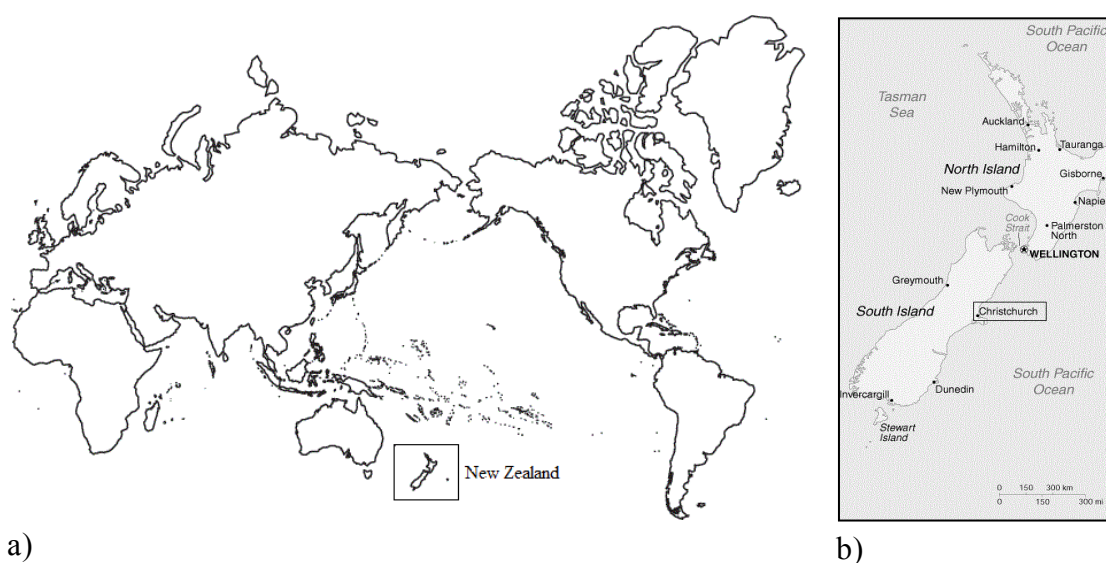 New Zealand
a)
South Pacific
Ocean
Tasman
Sea
Auckland
Hamilton
Tauranga
North Island
Gisborne
New Plymouth
Napie
Cook
Strait
Palmerston
North
WELLINGTON
Greymouth
South Island
Christchurch
South Pacific
Ocean
Invercargill
Dunedin
Stewart
Island
0 150 300 km
0 150 300 mi
b)